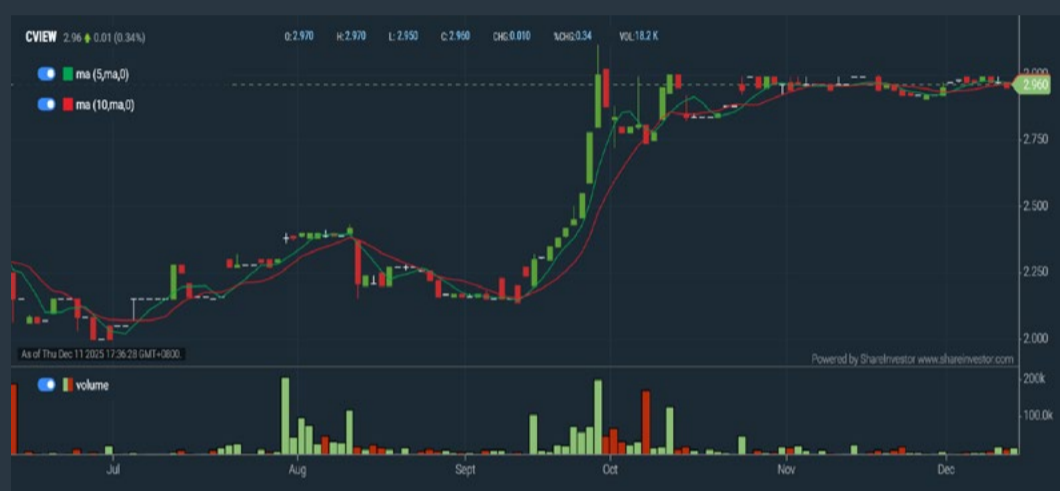 CVIEW 2.96 0.01 (0.34%) O:2.970 H:2.970 L:2.950 C:2.960 CHG:0.010 %CHG:0.34 VOL:18.2 K
ma (5,ma,0)
ma (10,ma,0)
3.000
2.960
2.750
2.500
2.250
2.000
As of Thu Dec 11 2025 17:36:28 GMT+0800.
Powered by ShareInvestor www.shareinvestor.com
volume
200k
100.0k
Jul Aug Sept Oct Nov Dec